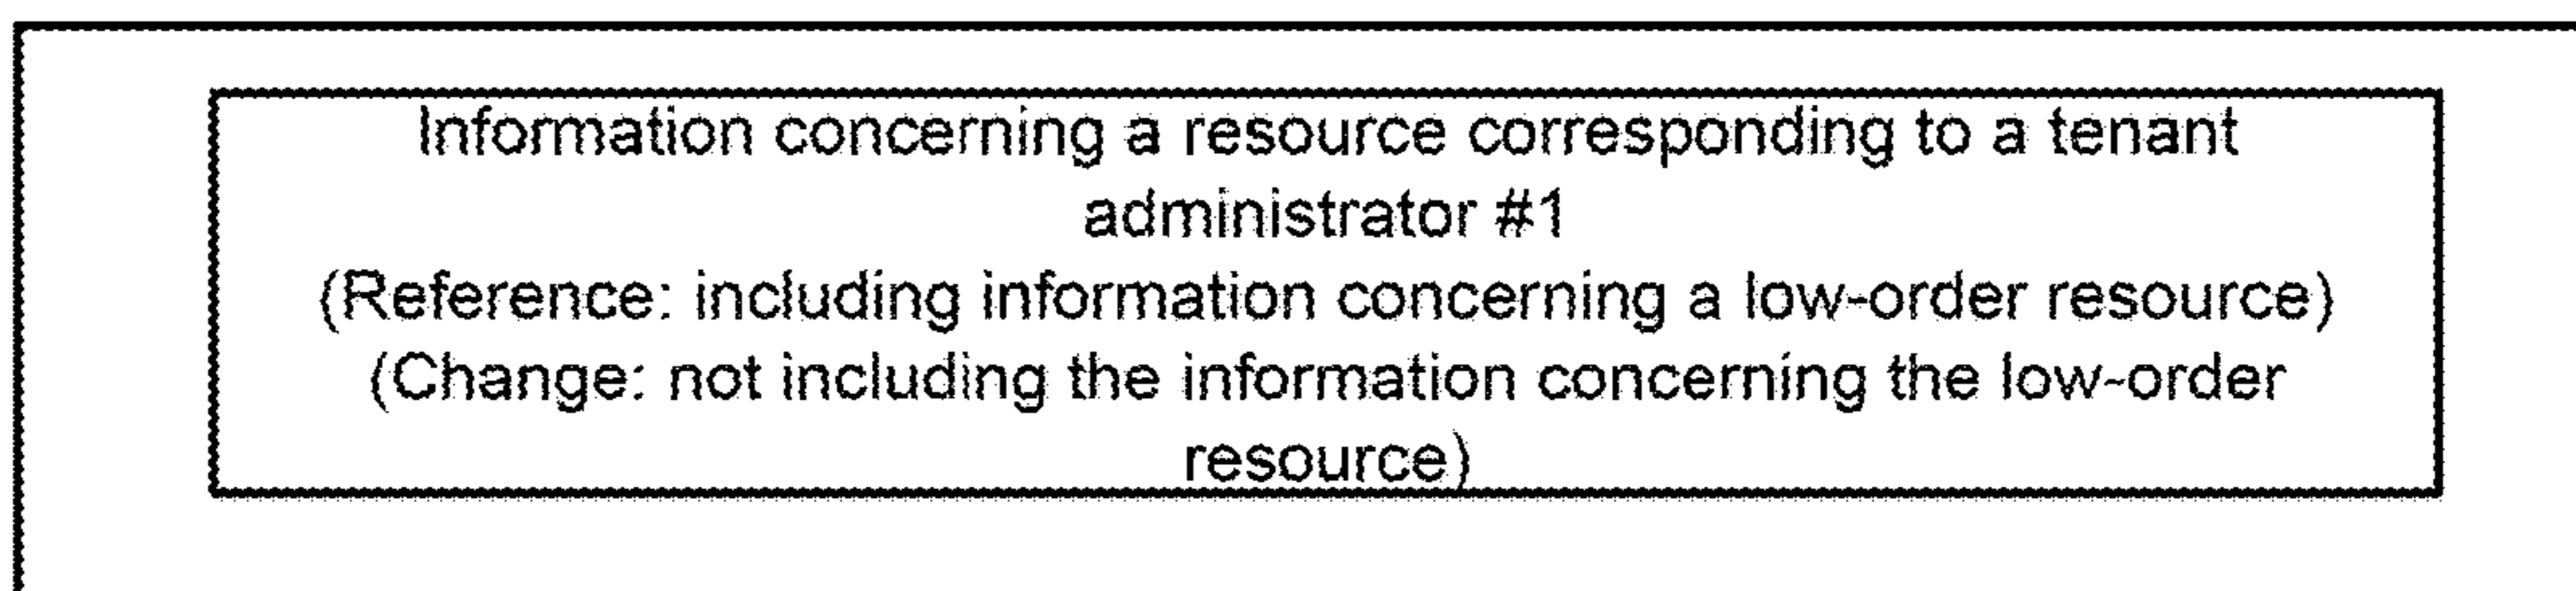 Information concerning a resource corresponding to a tenant
administrator #1
(Reference: including information concerning a low-order resource)
(Change: not including the information concerning the low-order
resource)